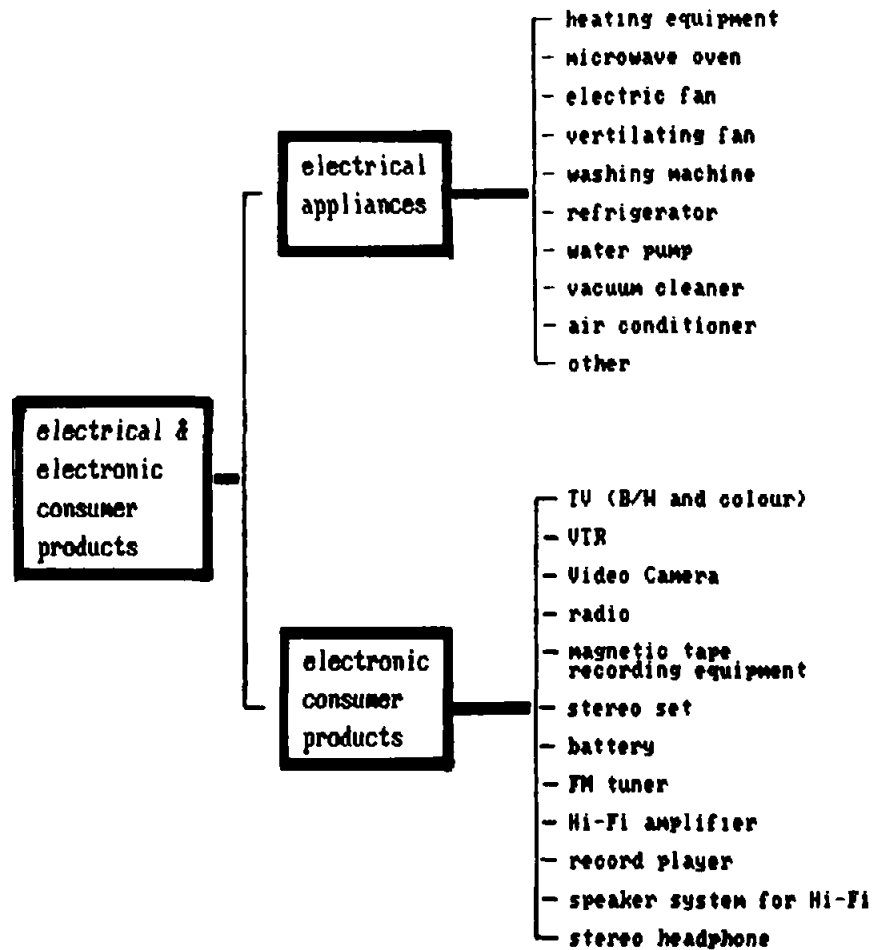 electrical &
electronic
consumer
products
electrical
appliances
- heating equipment
- microwave oven
- electric fan
- vertilating fan
- washing machine
- refrigerator
- water pump
- vacuum cleaner
- air conditioner
- other
electronic
consumer
products
- TV (B/W and colour)
- VTR
- Video Camera
- radio
- magnetic tape
recording equipment
- stereo set
- battery
- FM tuner
- Hi-Fi amplifier
- record player
- speaker system for Hi-Fi
- stereo headphone